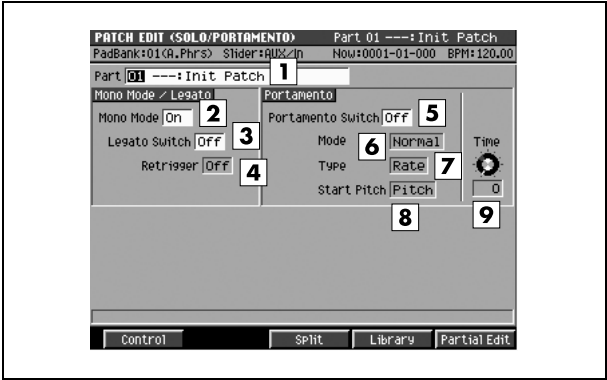 PATCH EDIT (SOLO/PORTAMENTO) Part 01 ---:Init Patch
PadBank:01(A.Phrs) Slider:AUX/In Now:0001-01-000 BPM:120.00
Part 01 ---:Init Patch 1
Mono Mode / Legato Portamento
Mono Mode On 2 Portamento Switch Off 5
Legato Switch Off 3 Mode 6 Normal Time
Retrigger Off 4 Type Rate 7
Start Pitch Pitch 0
8 9
Control Split Library Partial Edit